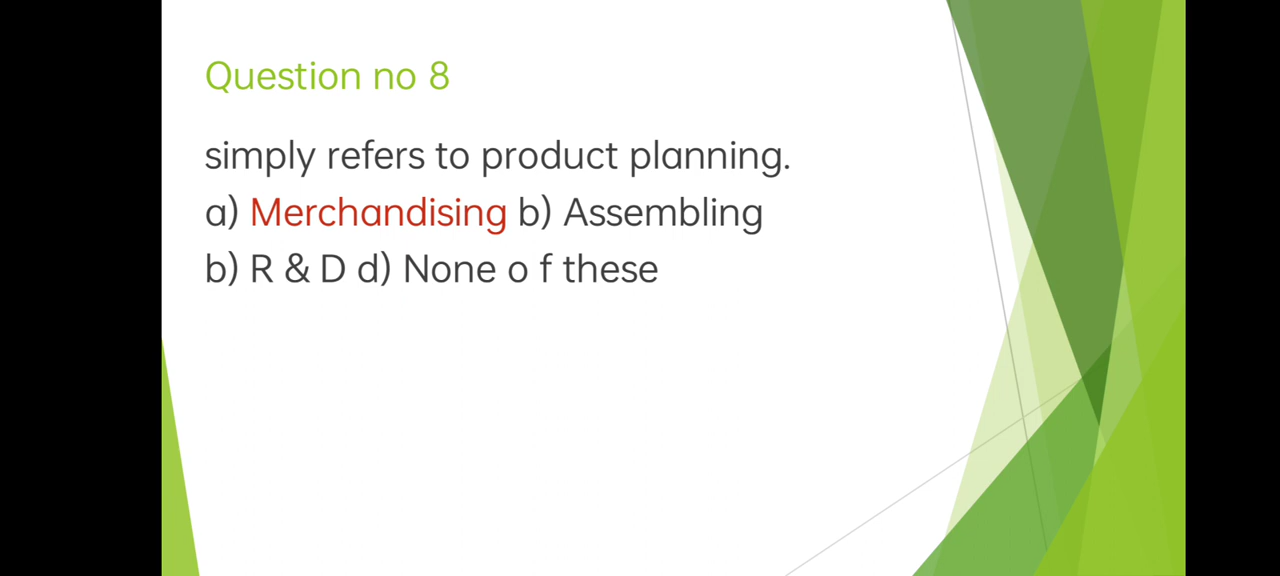 Question no 8
simply refers to product planning.
a) Merchandising b) Assembling
b) R & D d) None o f these